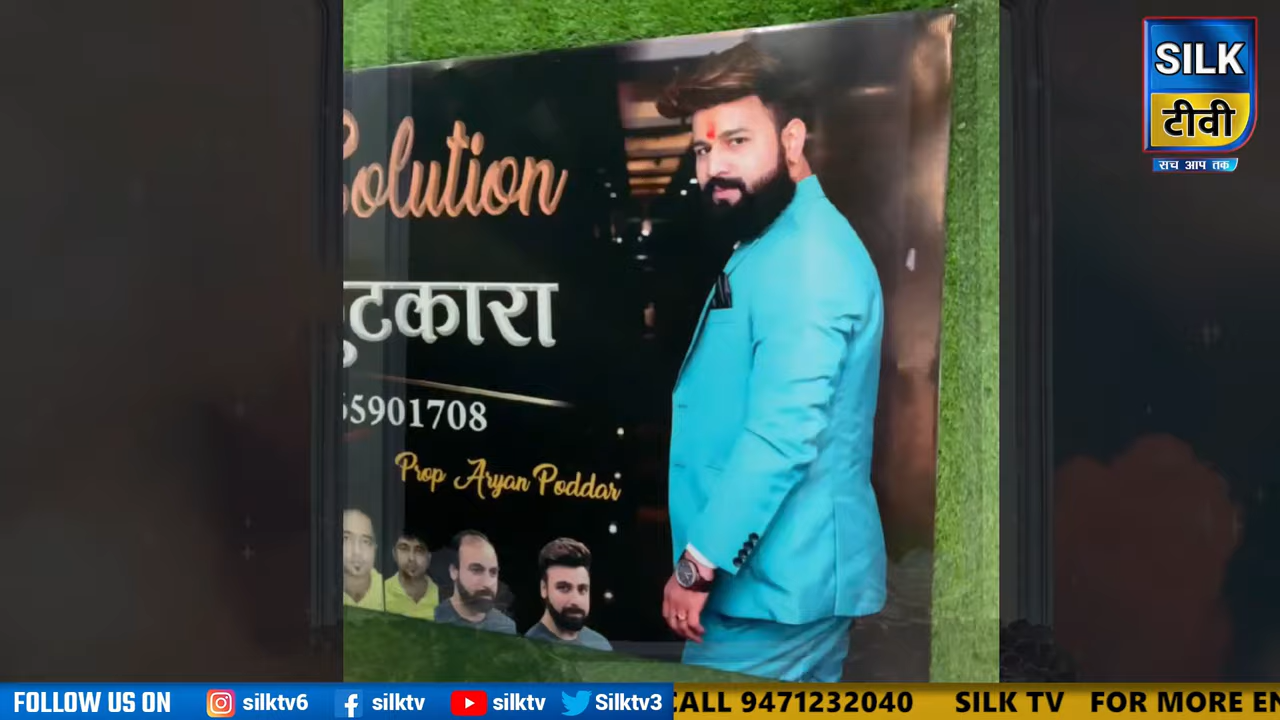 SILK
टीवी
सच आप तक
Solution
टकारा
5901708
Prop Aryan Poddar
FOLLOW US ON silktv6 silktv silktv Silktv3 CALL 9471232040 SILK TV FOR MORE EN